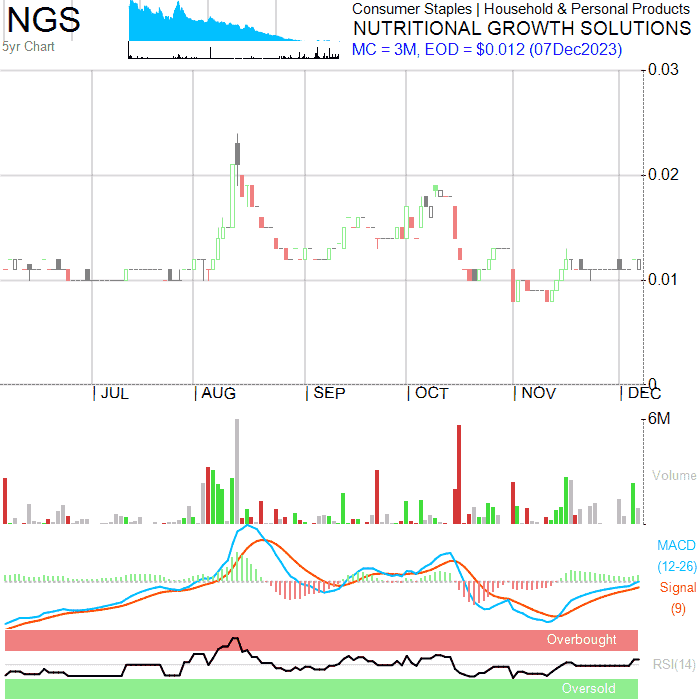 NGS
5yr Chart
Consumer Staples | Household & Personal Products
NUTRITIONAL GROWTH SOLUTIONS
MC = 3M, EOD = $0.012 (07Dec2023)
0.03
0.02
0.01
0
| JUL | AUG | SEP | OCT | NOV | DEC
6M
Volume
MACD
(12-26)
Signal
(9)
Overbought
RSI(14)
Oversold